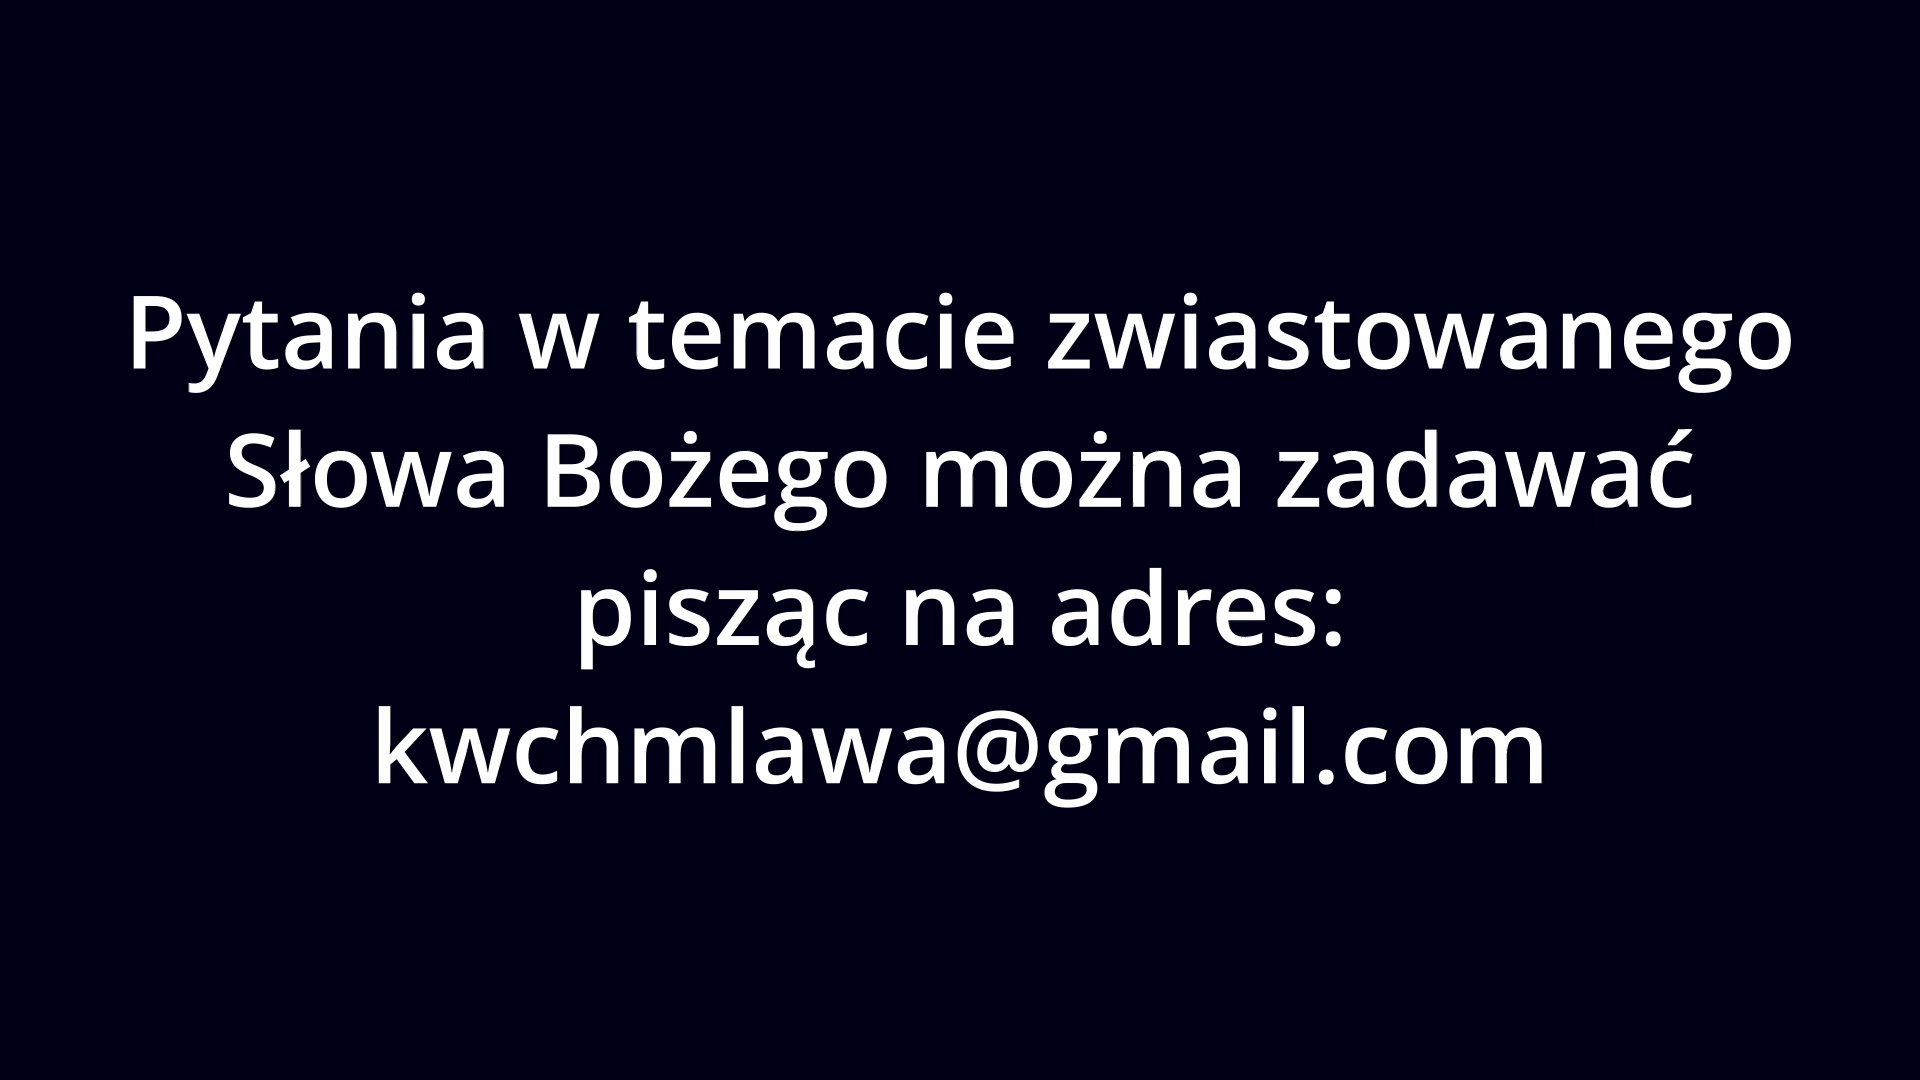 Pytania w temacie zwiastowanego
Słowa Bożego można zadawać
pisząc na adres:
kwchmlawa@gmail.com